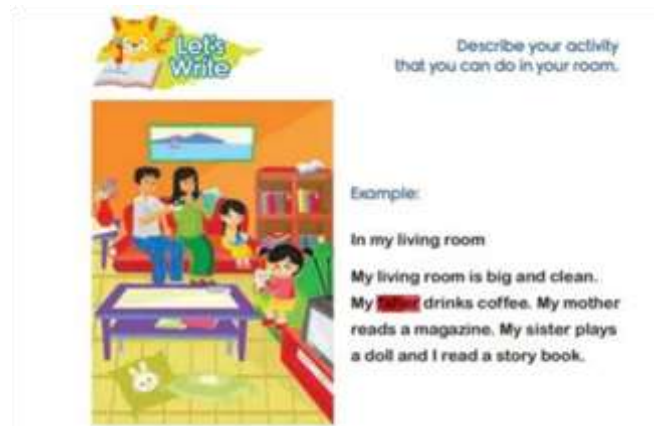 Let's
Write
Describe your activity
that you can do in your room.
Example:
In my living room
My living room is big and clean.
My drinks coffee. My mother
reads a magazine. My sister plays
a doll and I read a story book.